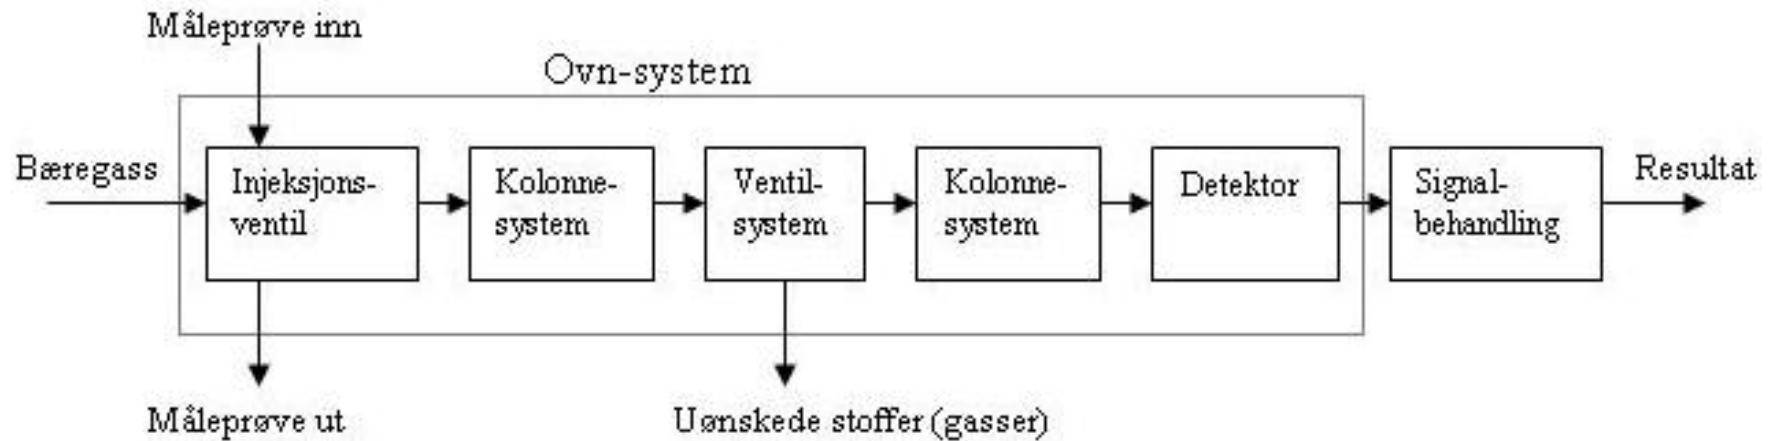 Måleprøve inn
Ovn-system
Bæregass
Injeksjons-
ventil
Kolonne-
system
Ventil-
system
Kolonne-
system
Detektor
Signal-
behandling
Resultat
Måleprøve ut
Uønskede stoffer (gasser)